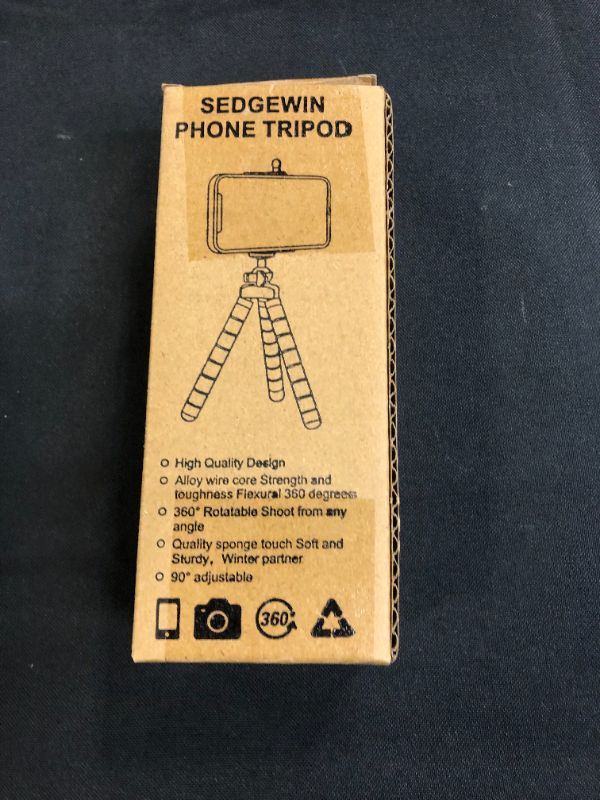 SEDGEWIN
PHONE TRIPOD
High Quality Design
Alloy wire core Strength and
toughness Flexural 360 degrees
360° Rotatable Shoot from any
angle
Quality sponge touch Soft and
Sturdy, Winter partner
90° adjustable
360°